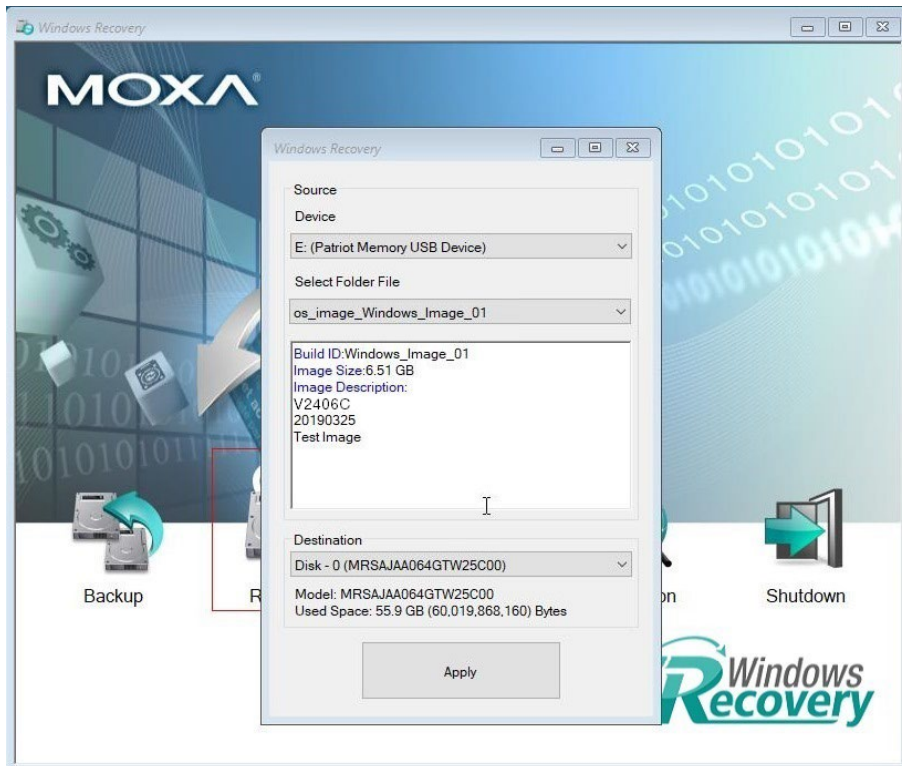 Windows Recovery
MOXA®
Windows Recovery
Source
Device
E: (Patriot Memory USB Device)
Select Folder File
os_image_Windows_Image_01
Build ID:Windows_Image_01
Image Size:6.51 GB
Image Description:
V2406C
20190325
Test Image
Destination
Disk - 0 (MRSAJAA064GTW25C00)
Model: MRSAJAA064GTW25C00
Used Space: 55.9 GB (60,019,868,160) Bytes
Apply
Backup
R
on
Shutdown
Windows
Recovery